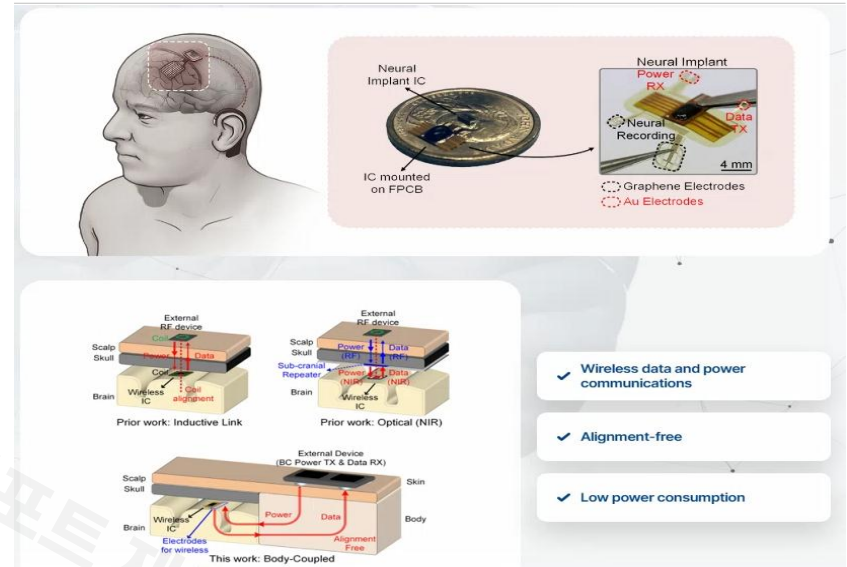 Neural
Implant IC
IC mounted
on FPCB
Neural Implant
Power
RX
Data
TX
Neural
Recording
4 mm
Graphene Electrodes
Au Electrodes
External
RF device
Coil
Scalp
Skull
Power
Data
Coil
Coil
alignment
Brain
Wireless
IC
Prior work: Inductive Link
External
RF device
Scalp
Skull
Power
(RF)
Data
(RF)
Sub-cranial
Repeater
Power
(NIR)
Data
(NIR)
Brain
Wireless
IC
Prior work: Optical (NIR)
External Device
(BC Power TX & Data RX)
Scalp
Skull
Skin
Power
Data
Wireless
IC
Body
Brain
Alignment
Free
Electrodes
for wireless
This work: Body-Coupled
Wireless data and power
communications
Alignment-free
Low power consumption